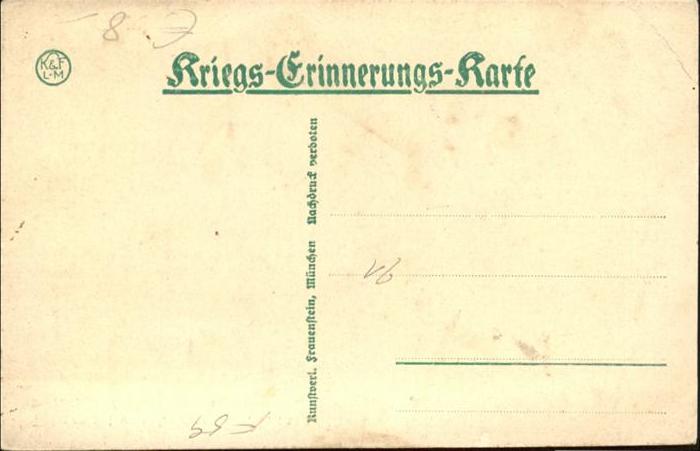 K&F
L-M
Kriegs-Erinnerungs-Karte
Kunstverl. Frauenstein, München Nachdruck verboten